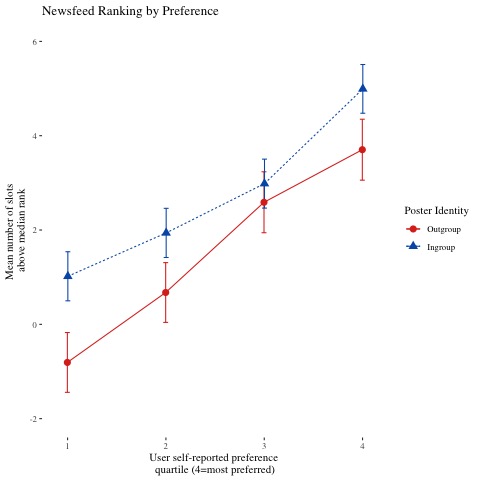 Newsfeed Ranking by Preference
6
4
2
0
-2
Mean number of slots
above median rank
1
2
3
4
User self-reported preference
quartile (4=most preferred)
Poster Identity
Outgroup
Ingroup